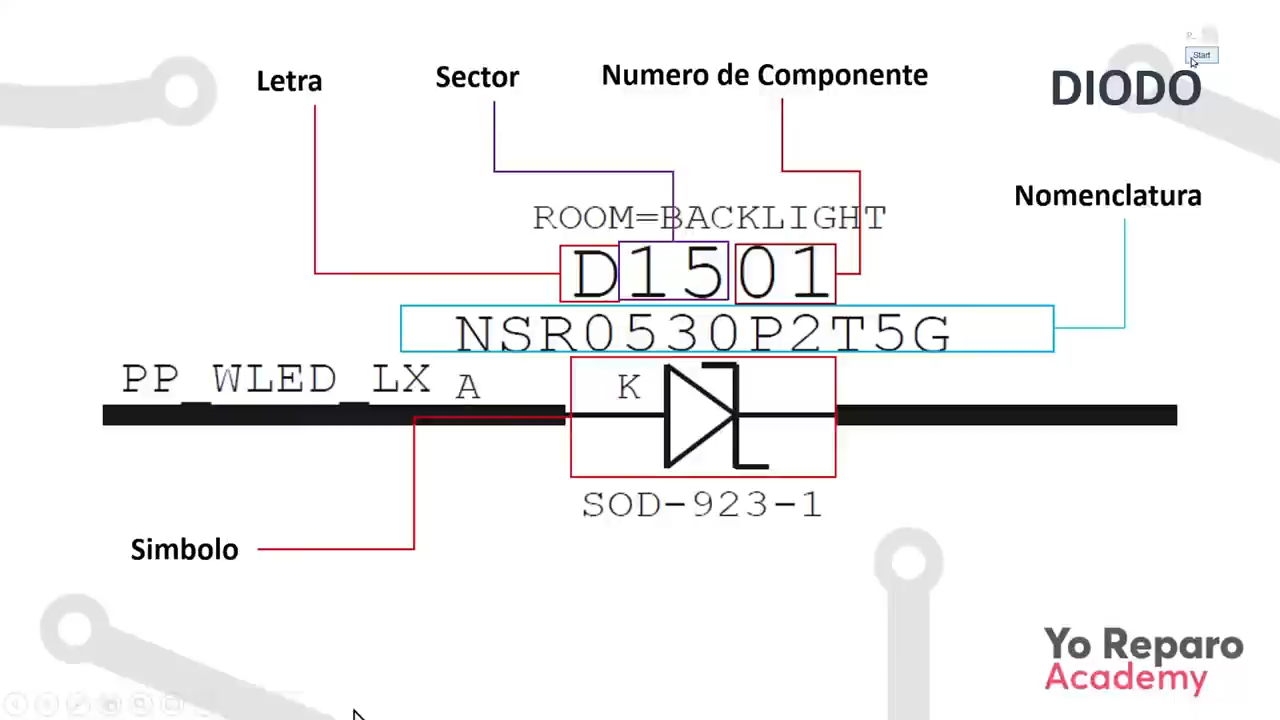 Start
DIODO
Letra
Sector
Numero de Componente
Nomenclatura
ROOM=BACKLIGHT
D1501
NSR0530P2T5G
PP_WLED_LX
A
K
SOD-923-1
Simbolo
Yo Reparo
Academy